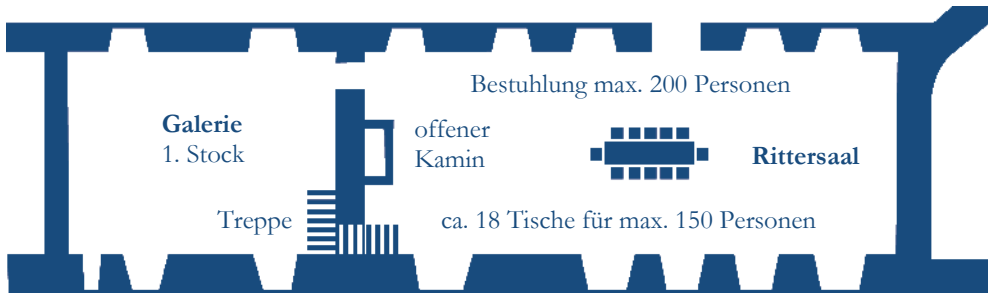 Bestuhlung max. 200 Personen
Galerie
1. Stock
offener
Kamin
Rittersaal
Treppe
ca. 18 Tische für max. 150 Personen